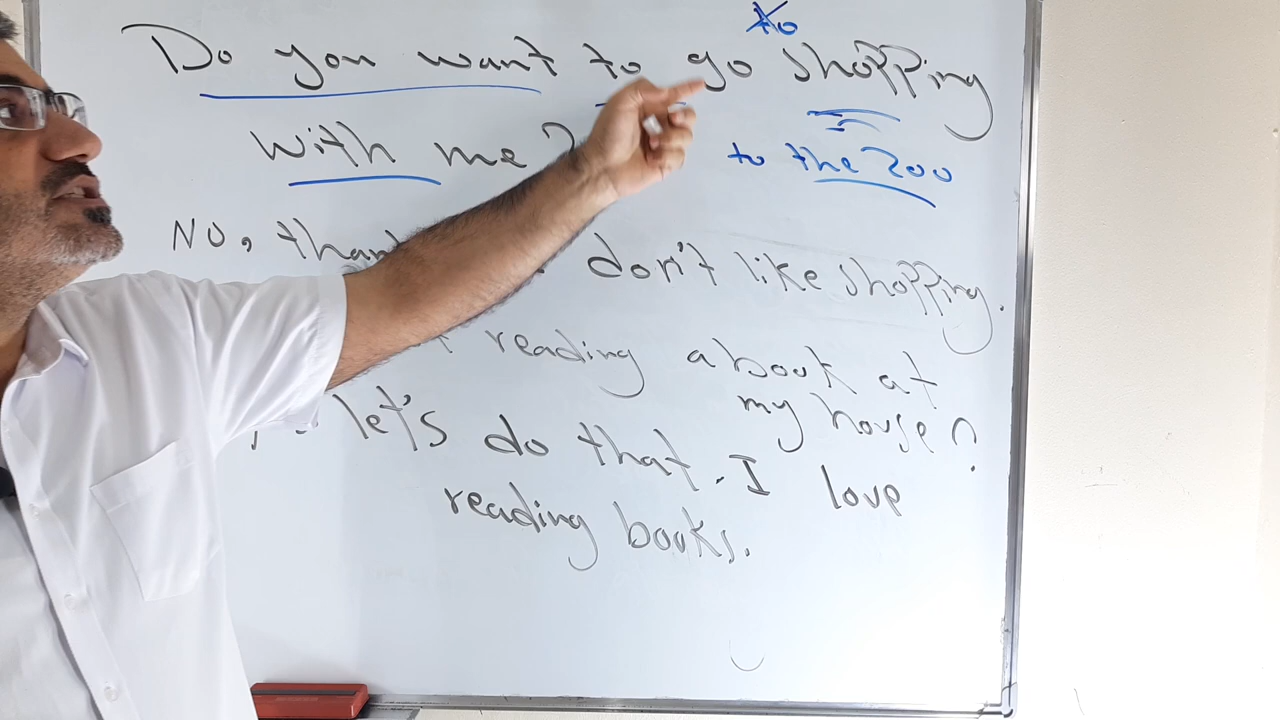 to
Do you want to go shopping
with me?
to the zoo
No, don't like shopping.
reading a book at
my house?
let's do that. I love
reading books.